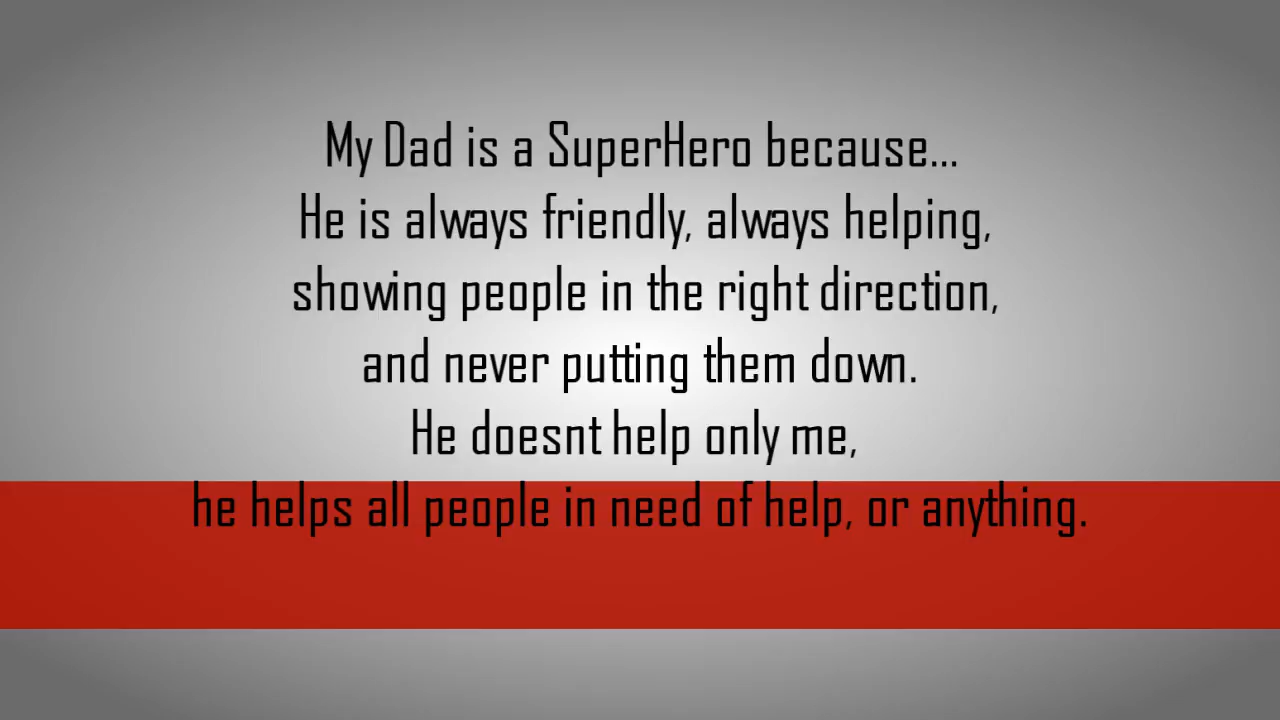 My Dad is a SuperHero because...
He is always friendly, always helping,
showing people in the right direction,
and never putting them down.
He doesnt help only me,
he helps all people in need of help, or anything.